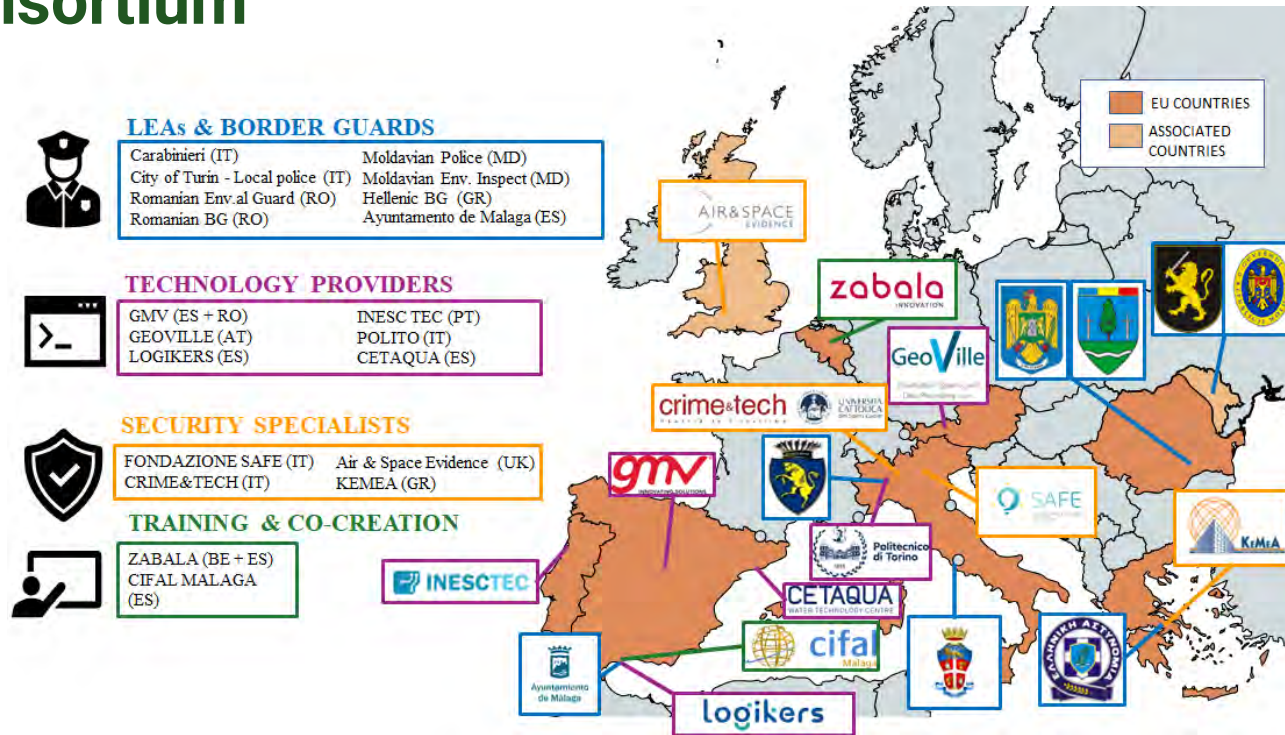 nsortium
LEAs & BORDER GUARDS
Carabinieri (IT)
City of Turin - Local police (IT)
Romanian Env.al Guard (RO)
Romanian BG (RO)
Moldavian Police (MD)
Moldavian Env. Inspect (MD)
Hellenic BG (GR)
Ayuntamento de Malaga (ES)
TECHNOLOGY PROVIDERS
GMV (ES + RO)
GEOVILLE (AT)
LOGIKERS (ES)
INESC TEC (PT)
POLITO (IT)
CETAQUA (ES)
SECURITY SPECIALISTS
FONDAZIONE SAFE (IT)
CRIME&TECH (IT)
Air & Space Evidence (UK)
KEMEA (GR)
TRAINING & CO-CREATION
ZABALA (BE + ES)
CIFAL MALAGA
(ES)
EU COUNTRIES
ASSOCIATED
COUNTRIES
AIR&SPACE
EVIDENCE
zabala
INNOVATION
GeoVille
crime&tech
UNIVERSITÀ
CATTOLICA
gmv
INNOVATING SOLUTIONS
SAFE
KEMEA
Politecnico
di Torino
INESCTEC
CETAQUA
WATER TECHNOLOGY CENTRE
cifal
Malaga
Ayuntamiento
de Málaga
logikers
ΕΛΛΗΝΙΚΗ ΑΣΤΥΝΟΜΙΑ